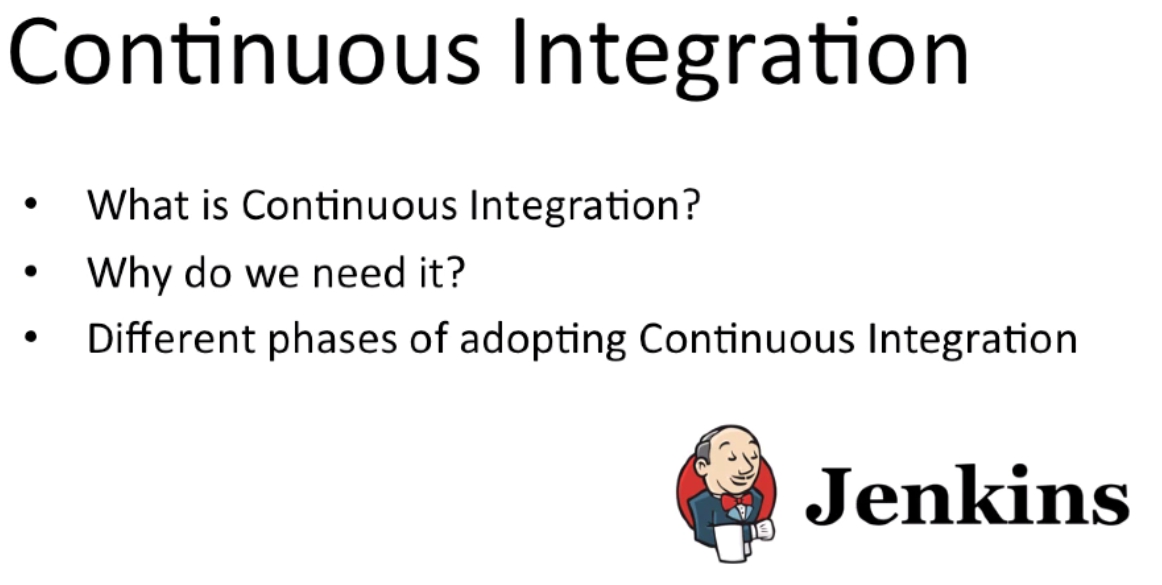 Continuous Integration
• What is Continuous Integration?
• Why do we need it?
• Different phases of adopting Continuous Integration
Jenkins